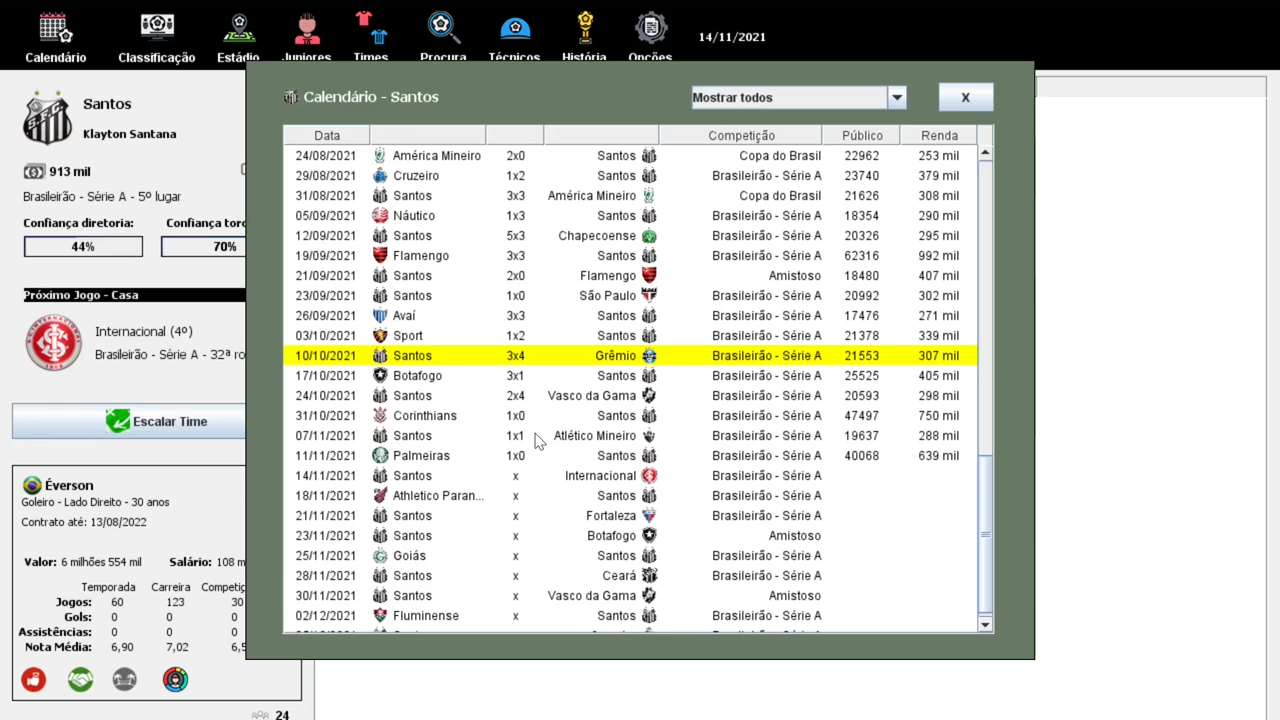 Calendário Classificação Estádio Juniores Times Procura Técnicos História Opções 14/11/2021
Santos
Klayton Santana
913 mil
Brasileirão - Série A - 5º lugar
Confiança diretoria: Confiança torc
44% 70%
Próximo Jogo - Casa
Internacional (4º)
Brasileirão - Série A - 32ª ro
Escalar Time
Éverson
Goleiro - Lado Direito - 30 anos
Contrato até: 13/08/2022
Valor: 6 milhões 554 mil Salário: 108 m
Temporada Carreira Competiç
Jogos: 60 123 30
Gols: 0 0 0
Assistências: 0 0 0
Nota Média: 6,90 7,02 6,5
24
Calendário - Santos Mostrar todos X
Data Competição Público Renda
24/08/2021 América Mineiro 2x0 Santos Copa do Brasil 22962 253 mil
29/08/2021 Cruzeiro 1x2 Santos Brasileirão - Série A 23740 379 mil
31/08/2021 Santos 3x3 América Mineiro Copa do Brasil 21626 308 mil
05/09/2021 Náutico 1x3 Santos Brasileirão - Série A 18354 290 mil
12/09/2021 Santos 5x3 Chapecoense Brasileirão - Série A 20326 295 mil
19/09/2021 Flamengo 3x3 Santos Brasileirão - Série A 62316 992 mil
21/09/2021 Santos 2x0 Flamengo Amistoso 18480 407 mil
23/09/2021 Santos 1x0 São Paulo Brasileirão - Série A 20992 302 mil
26/09/2021 Avaí 3x3 Santos Brasileirão - Série A 17476 271 mil
03/10/2021 Sport 1x2 Santos Brasileirão - Série A 21378 339 mil
10/10/2021 Santos 3x4 Grêmio Brasileirão - Série A 21553 307 mil
17/10/2021 Botafogo 3x1 Santos Brasileirão - Série A 25525 405 mil
24/10/2021 Santos 2x4 Vasco da Gama Brasileirão - Série A 20593 298 mil
31/10/2021 Corinthians 1x0 Santos Brasileirão - Série A 47497 750 mil
07/11/2021 Santos 1x1 Atlético Mineiro Brasileirão - Série A 19637 288 mil
11/11/2021 Palmeiras 1x0 Santos Brasileirão - Série A 40068 639 mil
14/11/2021 Santos x Internacional Brasileirão - Série A
18/11/2021 Athletico Paran... x Santos Brasileirão - Série A
21/11/2021 Santos x Fortaleza Brasileirão - Série A
23/11/2021 Santos x Botafogo Amistoso
25/11/2021 Goiás x Santos Brasileirão - Série A
28/11/2021 Santos x Ceará Brasileirão - Série A
30/11/2021 Santos x Vasco da Gama Amistoso
02/12/2021 Fluminense x Santos Brasileirão - Série A